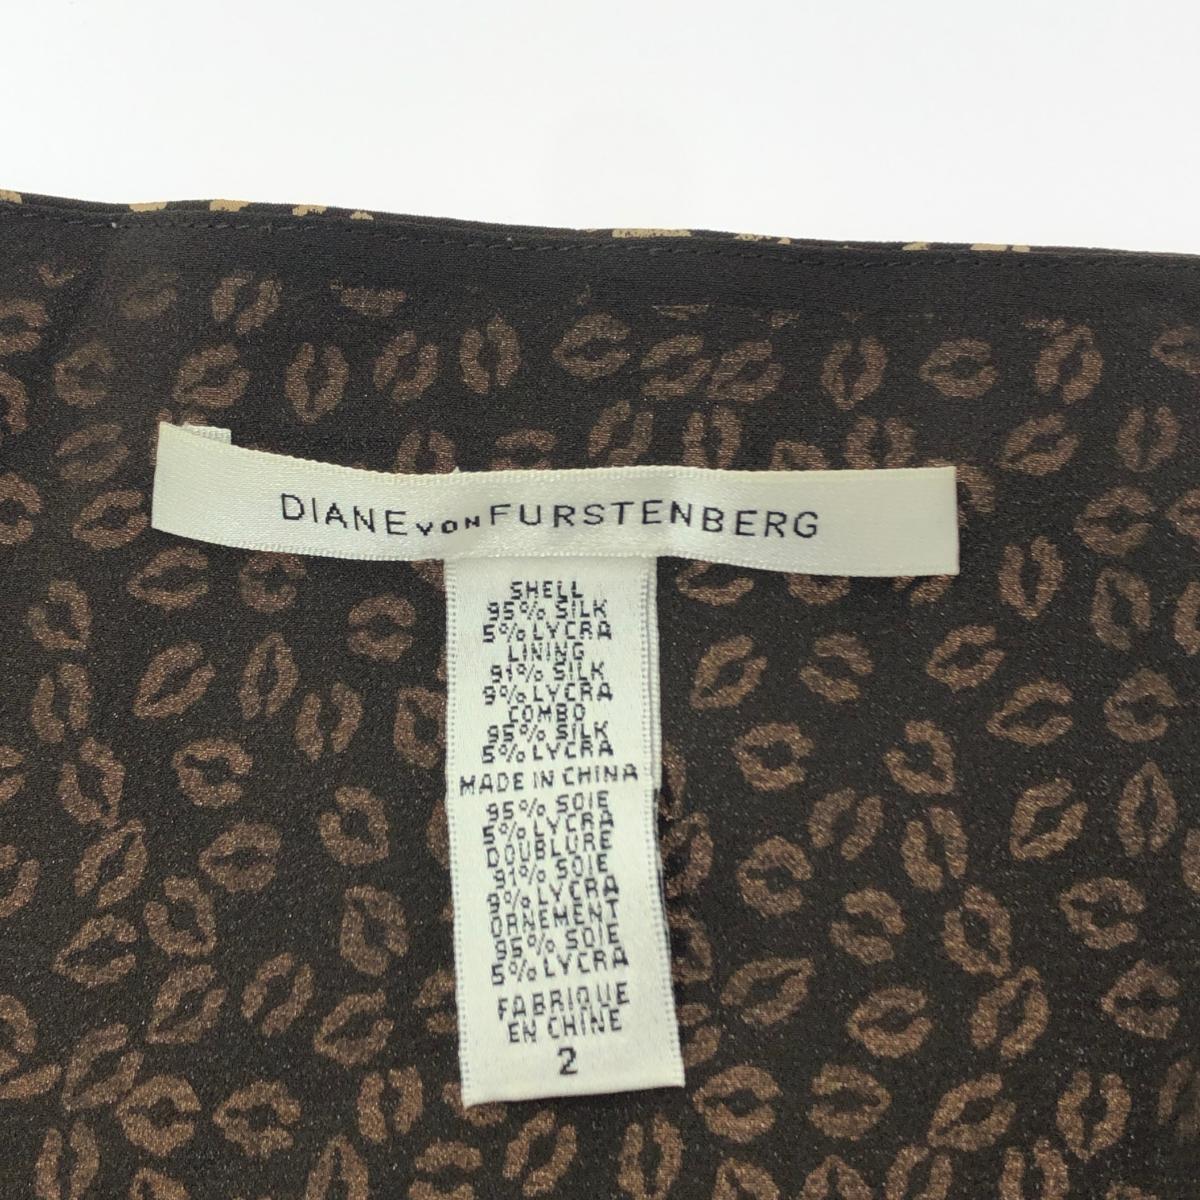 DIANE VON FURSTENBERG
SHELL
95% SILK
5% LYCRA
LINING
91% SILK
9% LYCRA
COMBO
95% SILK
5% LYCRA
MADE IN CHINA
95% SOIE
5% LYCRA
DOUBLURE
91% SOIE
9% LYCRA
ORNEMENT
95% SOIE
5% LYCRA
FABRIQUE
EN CHINE
2